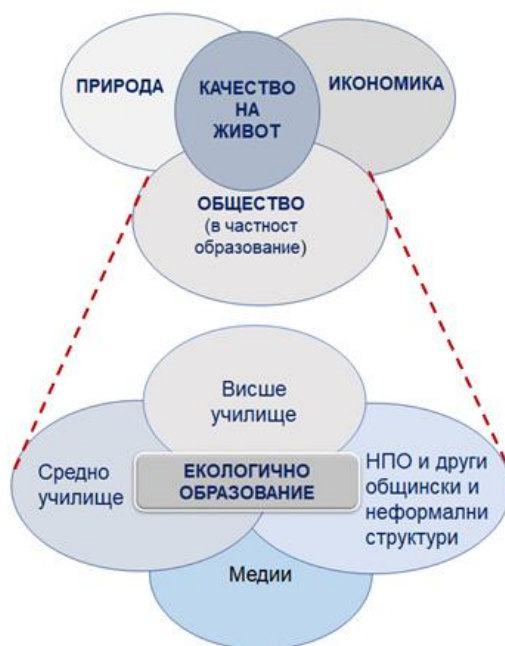 ПРИРОДА
КАЧЕСТВО
НА
ЖИВОТ
ИКОНОМИКА
ОБЩЕСТВО
(в частност
образование)
Висше
училище
Средно
училище
ЕКОЛОГИЧНО
ОБРАЗОВАНИЕ
НПО и други
общински и
неформални
структури
Медии